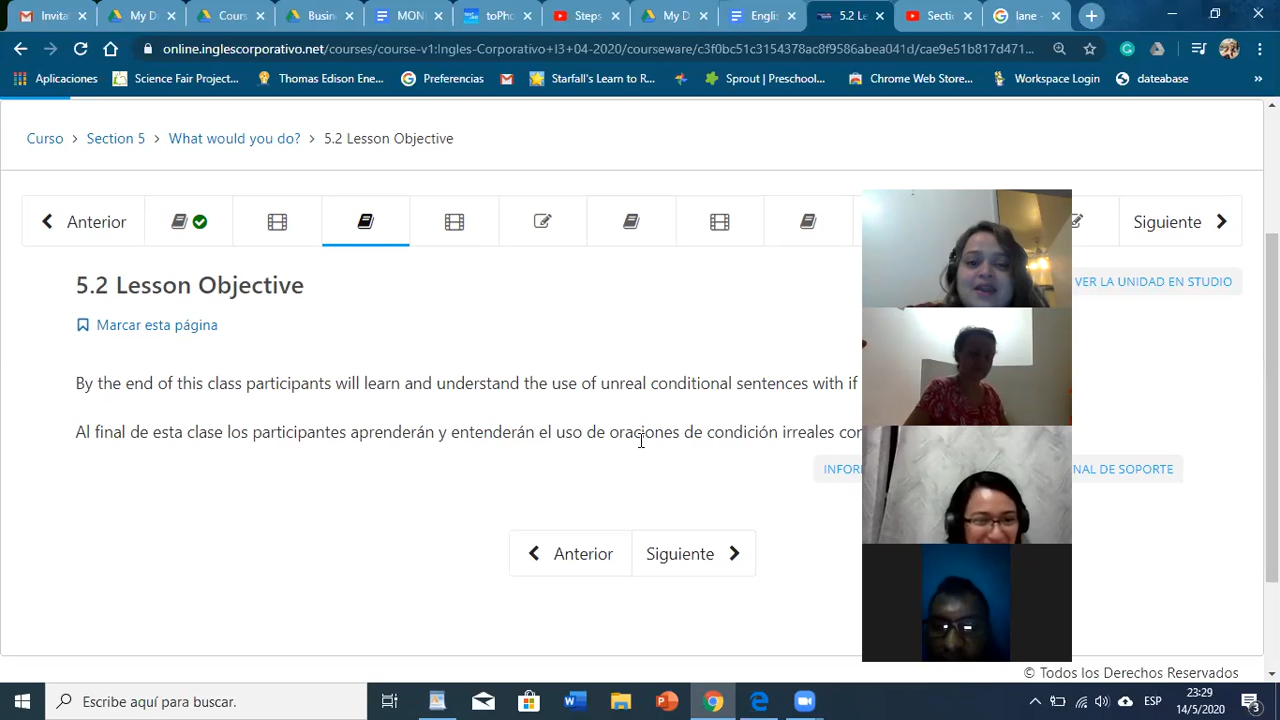 Invita
My D
Cours
Busin
MON
toPho
Steps
My D
Englis
5.2 Le
Secti
lane -
online.inglescorporativo.net/courses/course-v1:Ingles-Corporativo+I3+04-2020/courseware/c3f0bc51c3154378ac8f9586abea041d/cae9e51b817d471...
Aplicaciones
Science Fair Project...
Thomas Edison Ene...
Preferencias
Starfall's Learn to R...
Sprout | Preschool...
Chrome Web Store...
Workspace Login
dateabase
Curso > Section 5 > What would you do? > 5.2 Lesson Objective
Anterior
Siguiente
5.2 Lesson Objective
VER LA UNIDAD EN STUDIO
Marcar esta página
By the end of this class participants will learn and understand the use of unreal conditional sentences with if
Al final de esta clase los participantes aprenderán y entenderán el uso de oraciones de condición irreales con
INFOR
NAL DE SOPORTE
Anterior
Siguiente
© Todos los Derechos Reservados
Escribe aquí para buscar.
ESP
23:29
14/5/2020
3